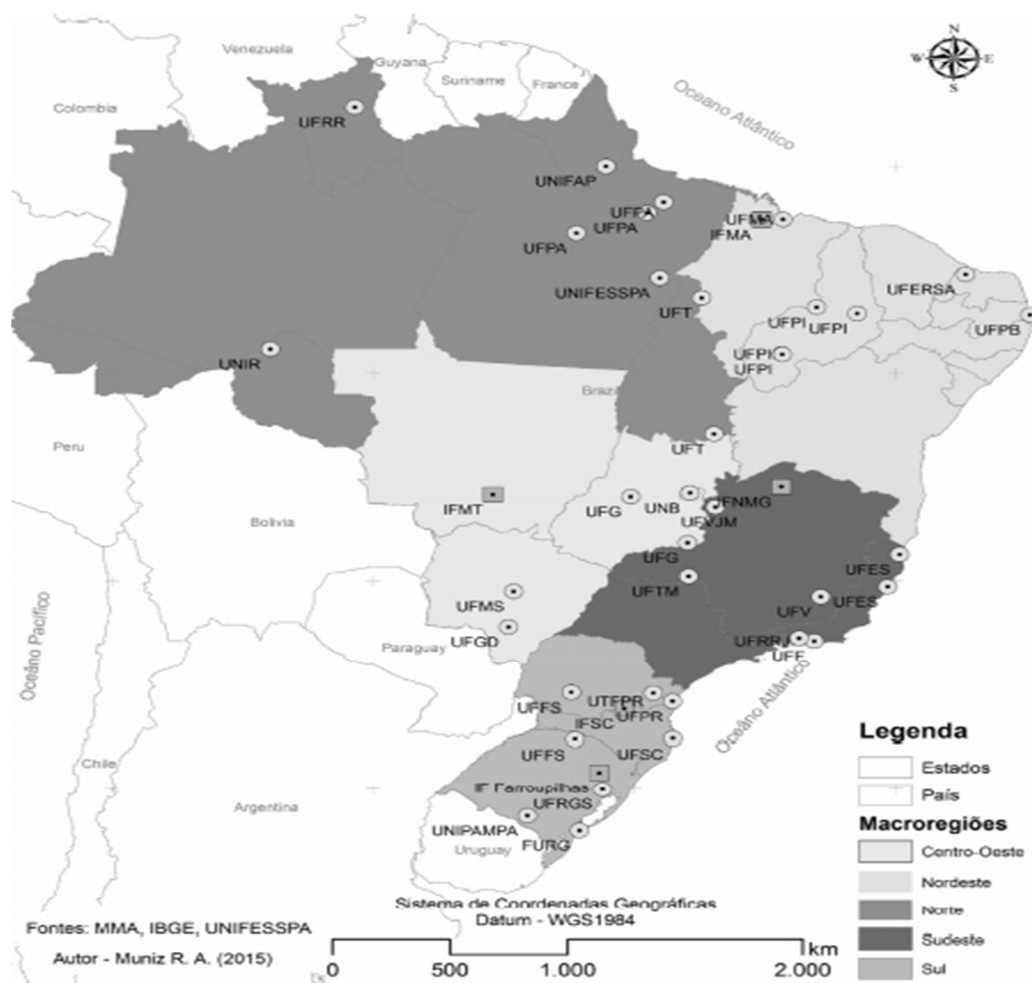 Venezuela
Guyana
Suriname
France
Colombia
N
E
S
Oceano Atlântico
UFRR
UNIFAP
UFPA
UFPA
UFPA
UFMA
IFMA
UNIFESSPA
UFT
UFERSA
UFPI
UFPI
UFPB
UFPI
UFPI
UNIR
Brazil
Peru
UFT
IFMT
UFG
UNB
UFVJM
Bolivia
UFG
UFES
UFTM
UFMS
UFV
UFES
UFGD
Paraguay
UFRRJ
UFF
Oceâno Pacífico
Oceâno Atlântico
UFFS
UTFPR
IFSC
UFPR
UFFS
UFSC
Chile
Argentina
IF Farroupilhas
UFRGS
UNIPAMPA
FURG
Uruguay
Legenda
Estados
País
Macroregiões
Centro-Oeste
Nordeste
Norte
Sudeste
Sul
Sistema de Coordenadas Geográficas
Datum - WGS1984
Fontes: MMA, IBGE, UNIFESSPA
Autor - Muniz R. A. (2015)
km
0 500 1.000 2.000